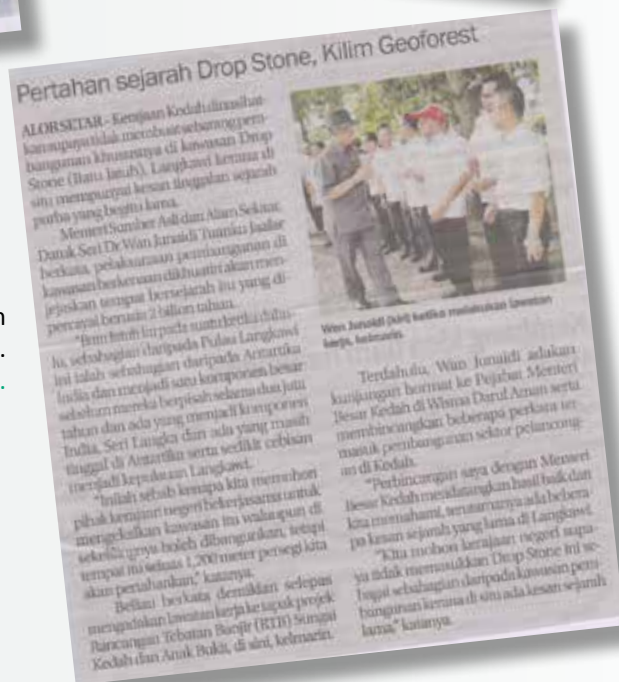 Pertahan sejarah Drop Stone, Kilim Geoforest
ALOR SETAR - Kerajaan Kedah dinasihat-
kan supaya tidak membuat sebarang pem-
bangunan khususnya di kawasan Drop
Stone (Batu Jatuh), Langkawi kerana di
situ mempunyai kesan tinggalan sejarah
purba yang begitu lama.
Menteri Sumber Asli dan Alam Sekitar,
Datuk Seri Dr Wan Junaidi Tuanku Jaafar
berkata, pelaksanaan pembangunan di
kawasan berkenaan dikhuatiri akan men-
jejaskan tempat bersejarah itu yang di-
percayai berusia 2 bilion tahun.
"Batu Jatuh itu pada suatu ketika dahu-
lu, sebahagian daripada Pulau Langkawi
ini ialah sebahagian daripada Antartika
India dan menjadi satu komponen besar
sebelum mereka berpisah selama dua juta
tahun dan ada yang menjadi komponen
India, Seri Langka dan ada yang masih
tinggal di Antartika serta sedikit cebisan
menjadi kepulauan Langkawi.
"Inilah sebab kenapa kita memohon
pihak kerajaan negeri bekerjasama untuk
mengekalkan kawasan itu walaupun di
sekelilingnya boleh dibangunkan, tetapi
tempat itu seluas 1,200 meter persegi kita
akan pertahankan," katanya.
Beliau berkata demikian selepas
mengadakan lawatan kerja ke tapak projek
Rancangan Tebatan Banjir (RTB) Sungai
Kedah dan Anak Bukit, di sini, kelmarin.
Wan Junaidi (kiri) ketika melakukan lawatan
kerja, kelmarin.
Terdahulu, Wan Junaidi adakan
kunjungan hormat ke Pejabat Menteri
Besar Kedah di Wisma Darul Aman serta
membincangkan beberapa perkara ter-
masuk pembangunan sektor pelancong-
an di Kedah.
"Perbincangan saya dengan Menteri
Besar Kedah mendatangkan hasil baik dan
kita memahami, terutamanya ada bebera-
pa kesan sejarah yang lama di Langkawi.
"Kita mohon kerajaan negeri supa-
ya tidak memasukkan Drop Stone ini se-
bagai sebahagian daripada kawasan pem-
bangunan kerana di situ ada kesan sejarah
lama," katanya.